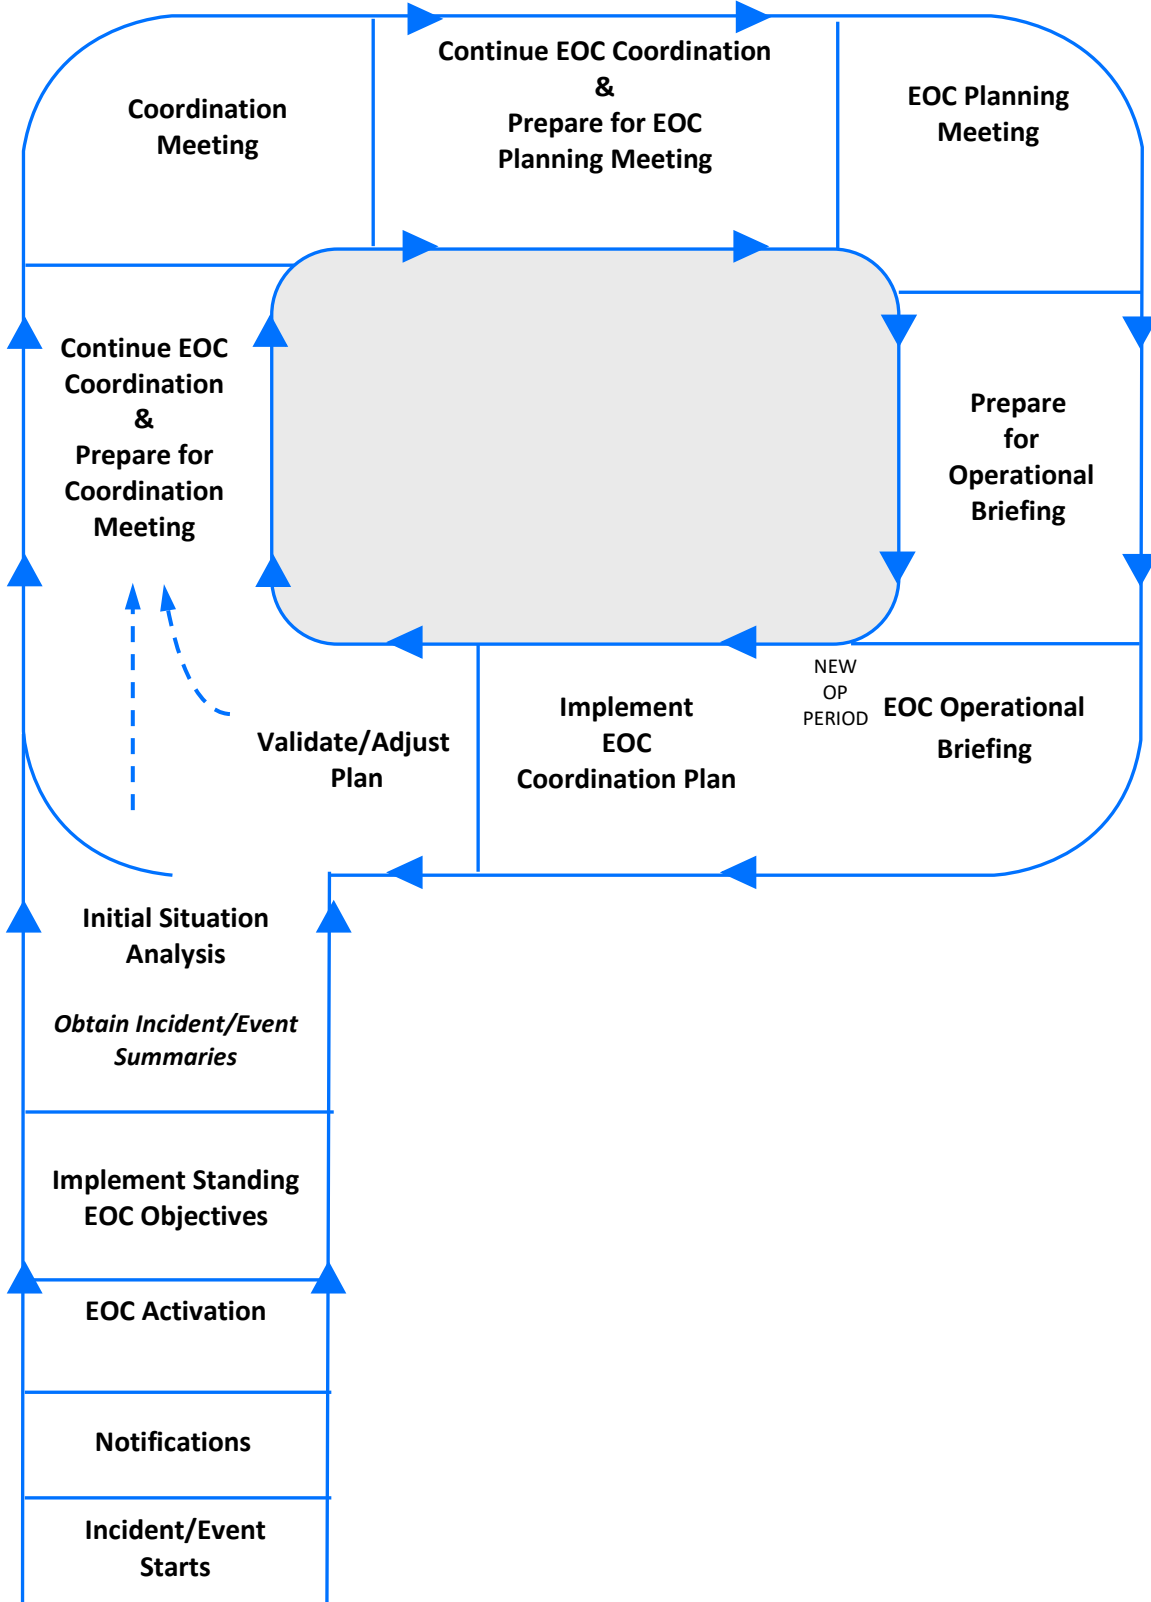 Coordination
Meeting
Continue EOC Coordination
&
Prepare for EOC
Planning Meeting
EOC Planning
Meeting
Continue EOC
Coordination
&
Prepare for
Coordination
Meeting
Prepare
for
Operational
Briefing
Validate/Adjust
Plan
Implement
EOC
Coordination Plan
NEW
OP
PERIOD
EOC Operational
Briefing
Initial Situation
Analysis
Obtain Incident/Event
Summaries
Implement Standing
EOC Objectives
EOC Activation
Notifications
Incident/Event
Starts